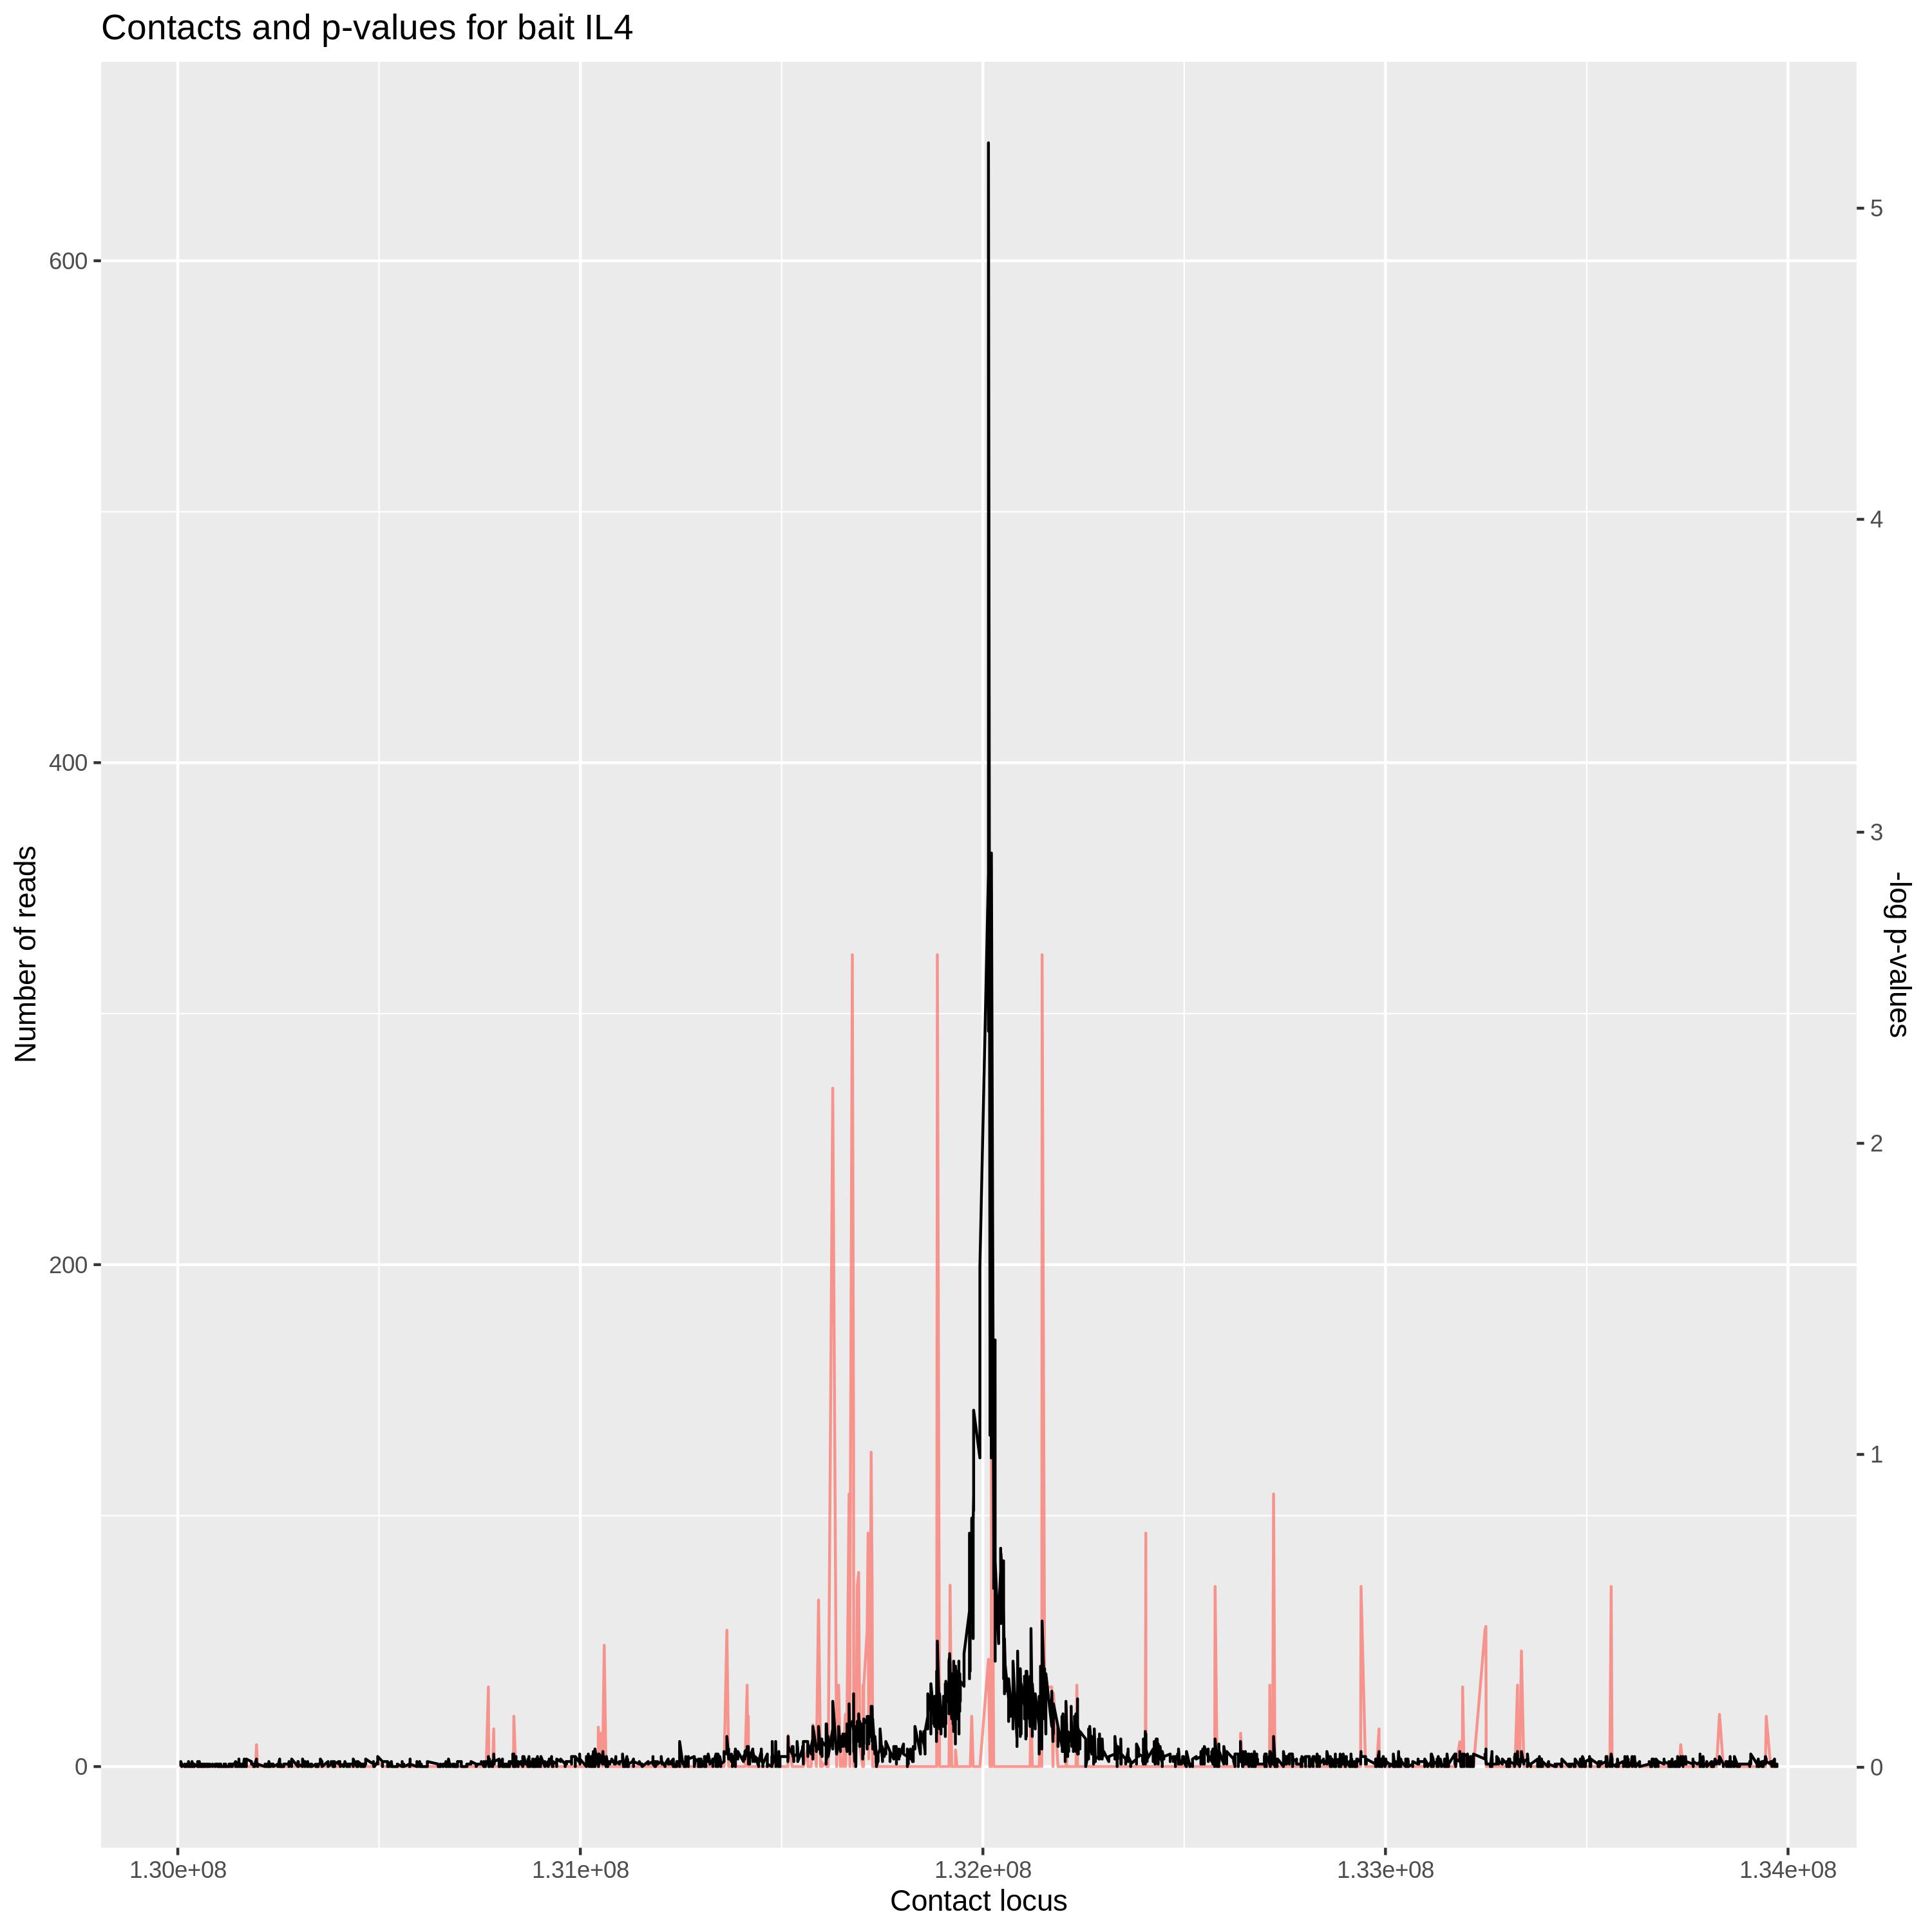 Contacts and p-values for bait IL4
Number of reads
600
400
200
0
5
4
3
2
1
0
-log p-values
1.30e+08
1.31e+08
1.32e+08
1.33e+08
1.34e+08
Contact locus